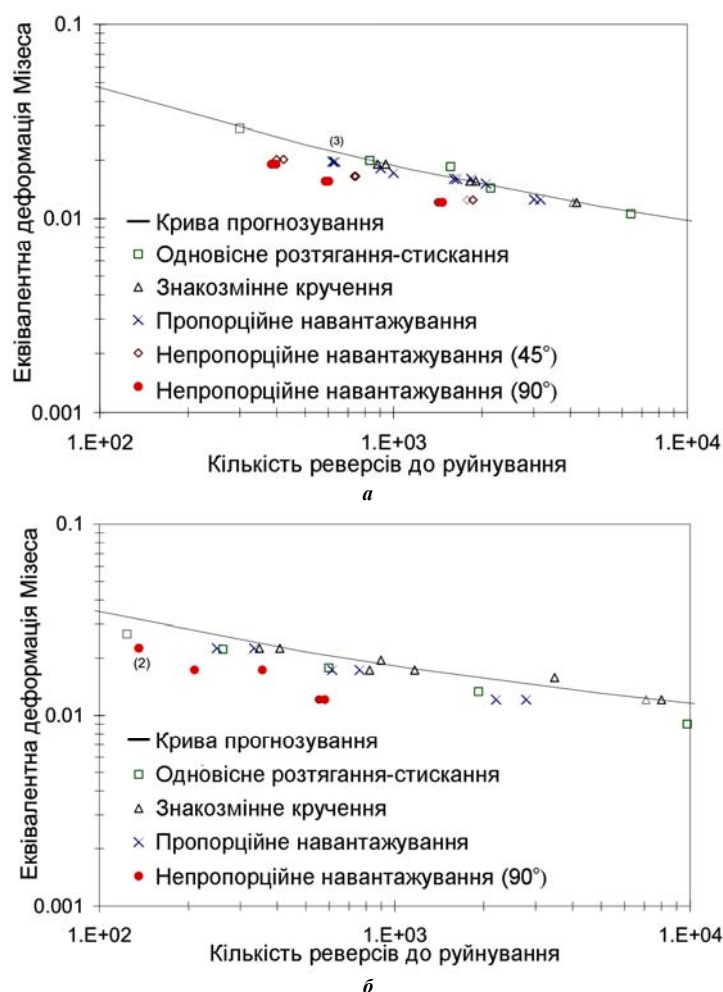 0.1
Еквівалентна деформація Мізеса
(3)
0.01
Крива прогнозування
Одновісне розтягання-стискання
Знакозмінне кручення
Пропорційне навантажування
Непропорційне навантажування (45°)
Непропорційне навантажування (90°)
0.001
1.E+02 1.E+03 1.E+04
Кількість реверсів до руйнування
а
0.1
Еквівалентна деформація Мізеса
(2)
0.01
Крива прогнозування
Одновісне розтягання-стискання
Знакозмінне кручення
Пропорційне навантажування
Непропорційне навантажування (90°)
0.001
1.E+02 1.E+03 1.E+04
Кількість реверсів до руйнування
б